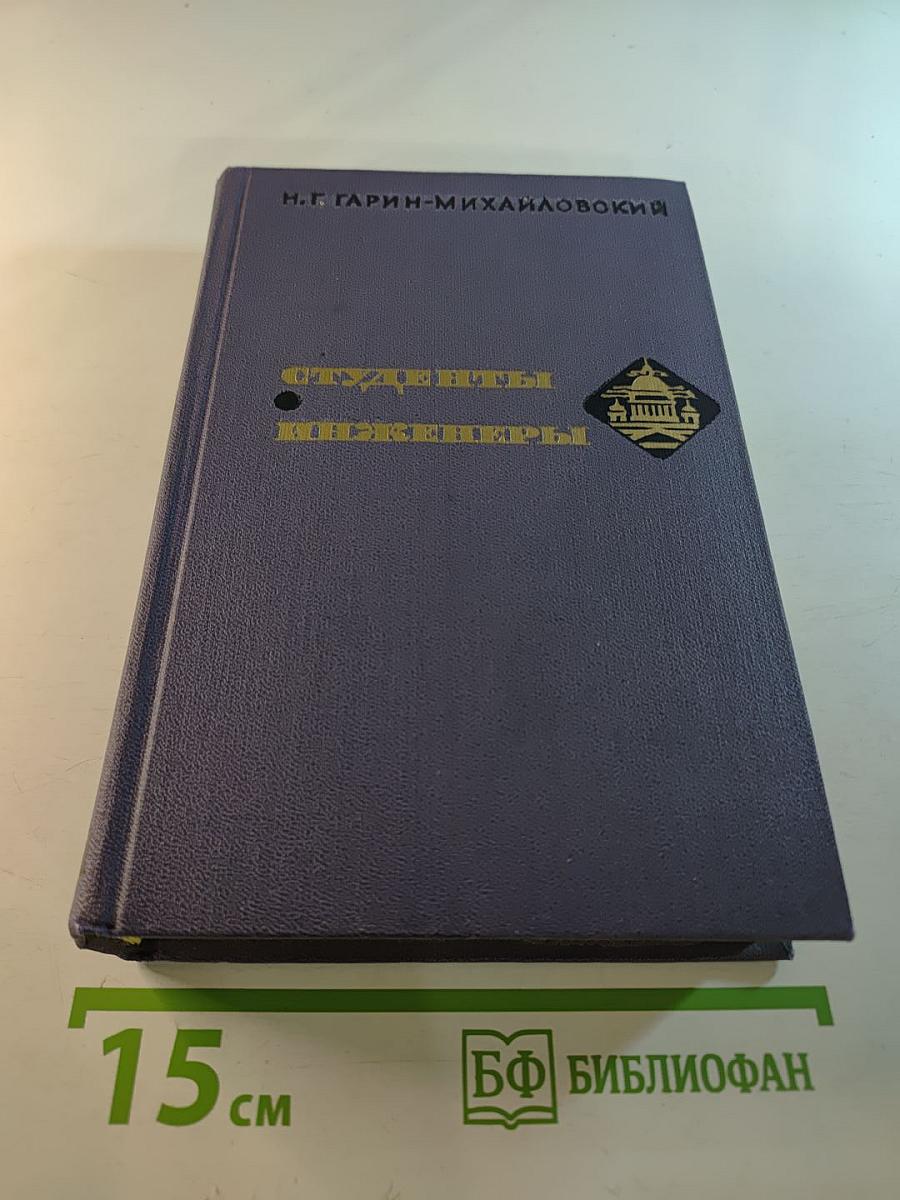 Н. Г. ГАРИН-МИХАЙЛОВСКИЙ
СТУДЕНТЫ
ИНЖЕНЕРЫ
15 см
БФ БИБЛИОФАН